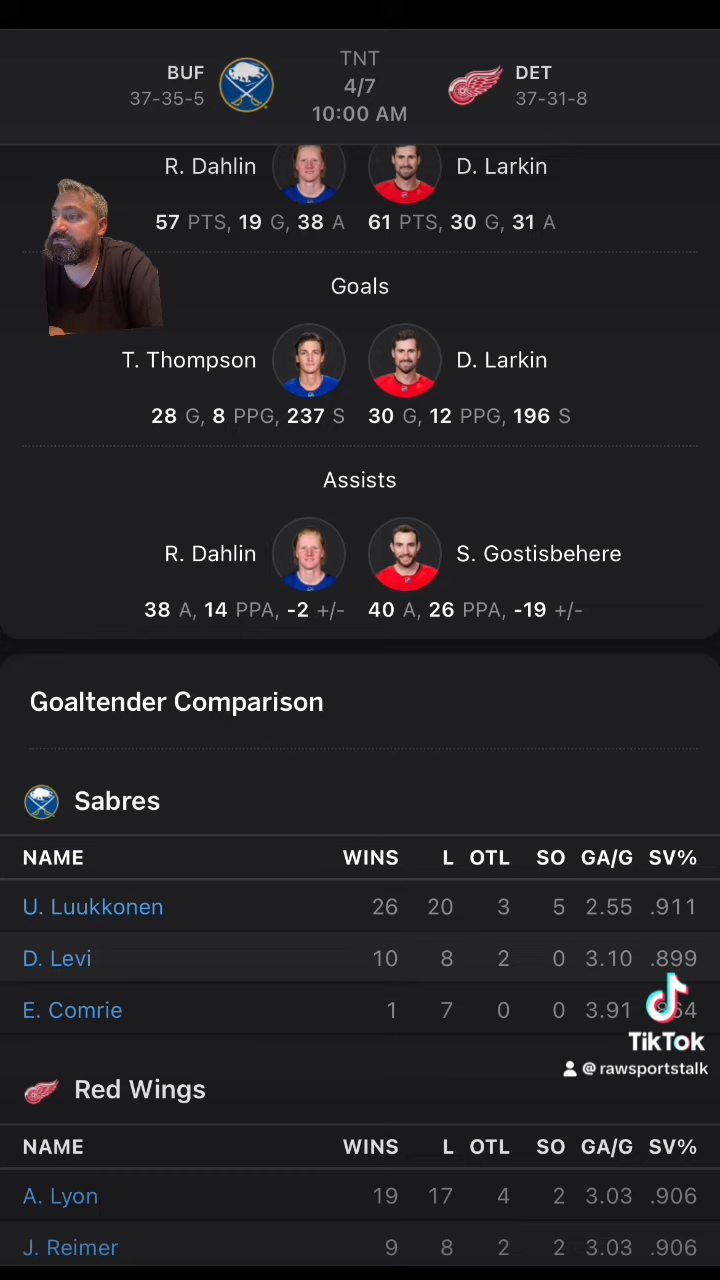 TNT
BUF
4/7
DET
37-35-5
10:00 AM
37-31-8
R. Dahlin
D. Larkin
57 PTS, 19 G, 38 A
61 PTS, 30 G, 31 A
Goals
T. Thompson
D. Larkin
28 G, 8 PPG, 237 S
30 G, 12 PPG, 196 S
Assists
R. Dahlin
S. Gostisbehere
38 A, 14 PPA, -2 +/-
40 A, 26 PPA, -19 +/-
Goaltender Comparison
Sabres
NAME WINS L OTL SO GA/G SV%
U. Luukkonen 26 20 3 5 2.55 .911
D. Levi 10 8 2 0 3.10 .899
E. Comrie 1 7 0 0 3.91
TikTok
@rawsportstalk
Red Wings
NAME WINS L OTL SO GA/G SV%
A. Lyon 19 17 4 2 3.03 .906
J. Reimer 9 8 2 2 3.03 .906